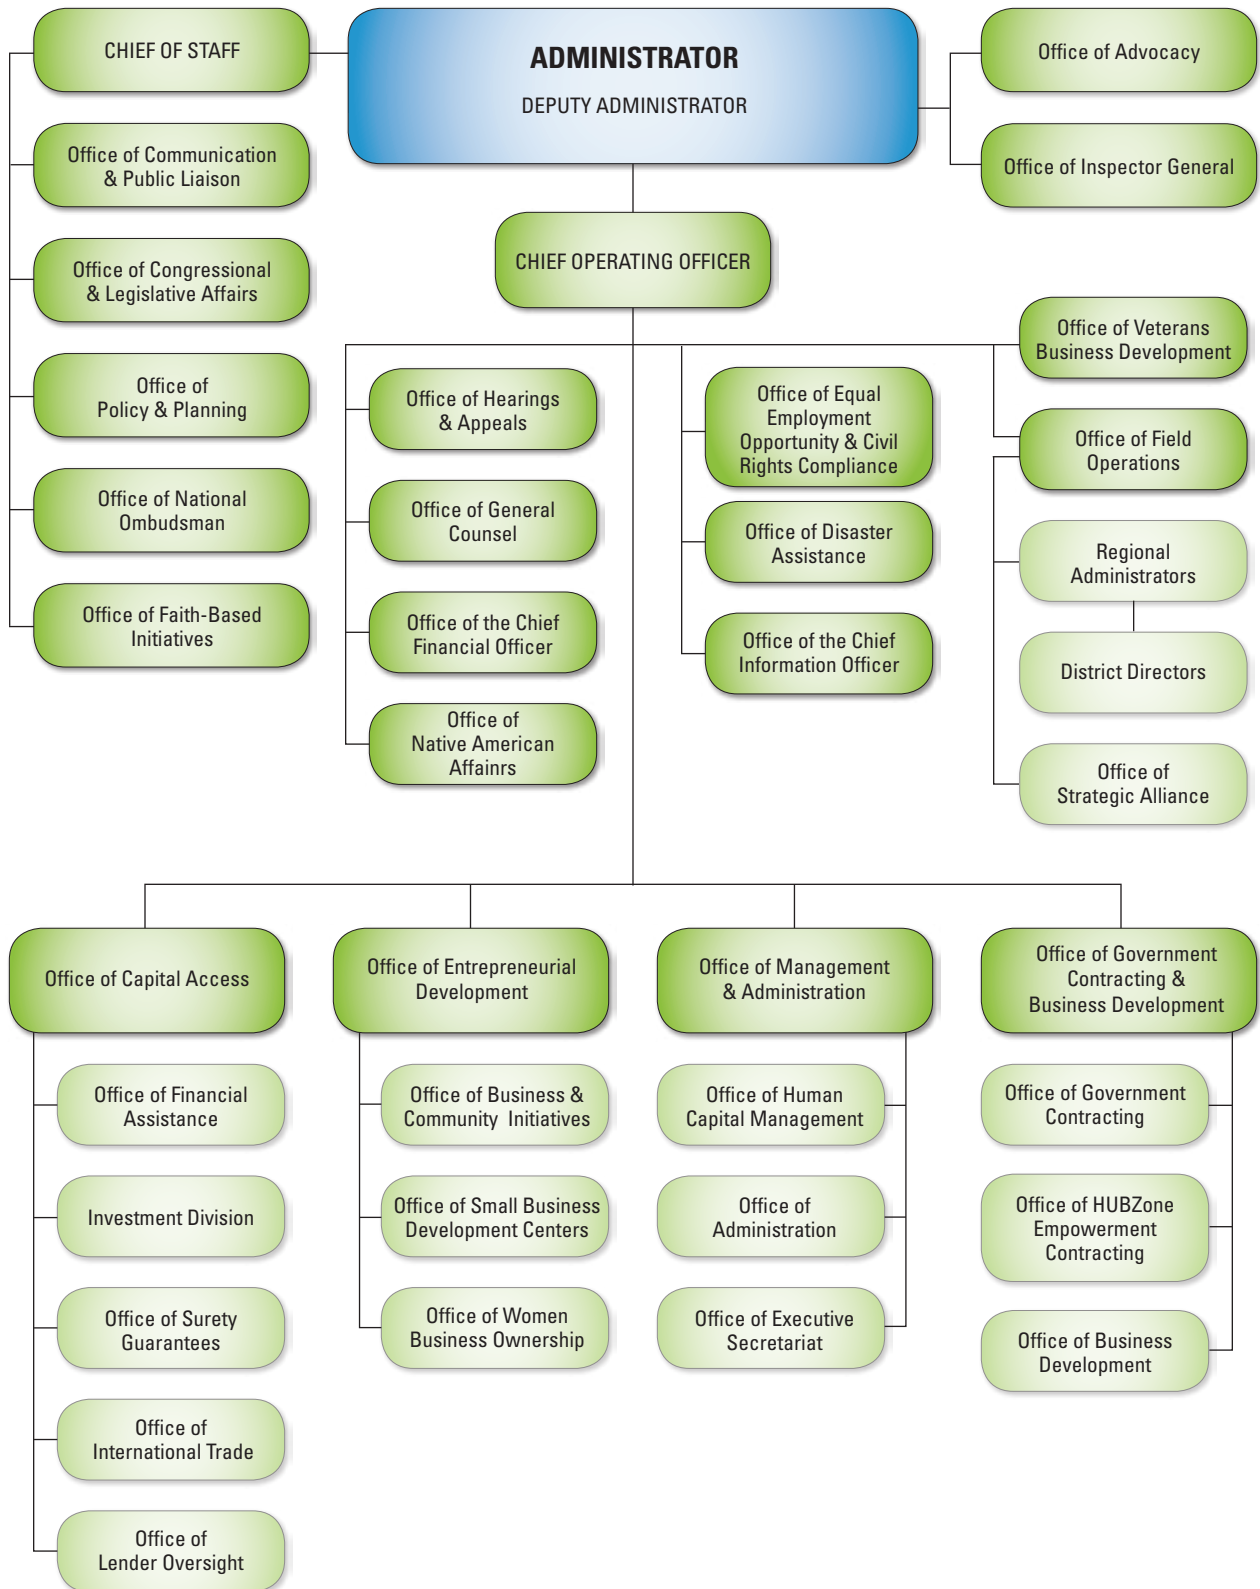 CHIEF OF STAFF
ADMINISTRATOR
DEPUTY ADMINISTRATOR
Office of Advocacy
Office of Inspector General
Office of Communication
& Public Liaison
Office of Congressional
& Legislative Affairs
Office of
Policy & Planning
Office of National
Ombudsman
Office of Faith-Based
Initiatives
CHIEF OPERATING OFFICER
Office of Hearings
& Appeals
Office of General
Counsel
Office of the Chief
Financial Officer
Office of
Native American
Affainrs
Office of Equal
Employment
Opportunity & Civil
Rights Compliance
Office of Disaster
Assistance
Office of the Chief
Information Officer
Office of Veterans
Business Development
Office of Field
Operations
Regional
Administrators
District Directors
Office of
Strategic Alliance
Office of Capital Access
Office of Financial
Assistance
Investment Division
Office of Surety
Guarantees
Office of
International Trade
Office of
Lender Oversight
Office of Entrepreneurial
Development
Office of Business &
Community Initiatives
Office of Small Business
Development Centers
Office of Women
Business Ownership
Office of Management
& Administration
Office of Human
Capital Management
Office of
Administration
Office of Executive
Secretariat
Office of Government
Contracting &
Business Development
Office of Government
Contracting
Office of HUBZone
Empowerment
Contracting
Office of Business
Development